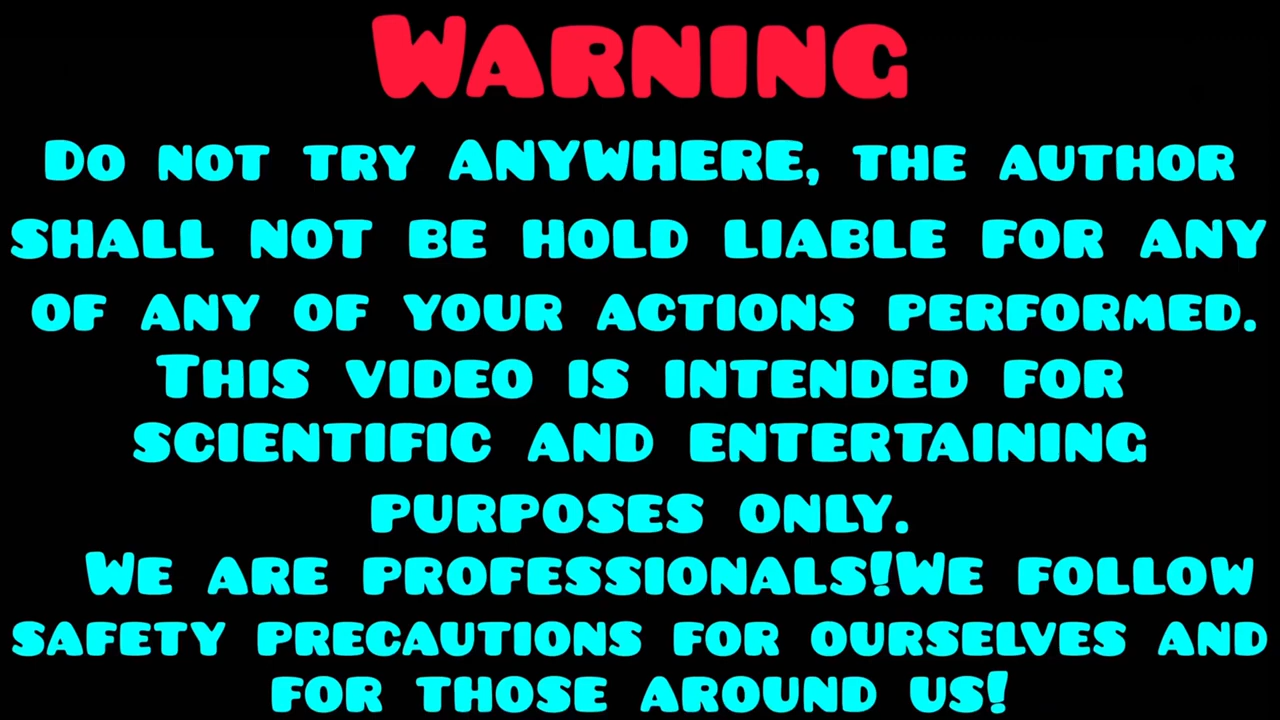 Warning
Do not try ANYWHERE, the author
shall not be hold liable for any
of any of your actions performed.
This video is intended for
scientific and entertaining
purposes only.
We are professionals!We follow
safety precautions for ourselves and
for those around us!